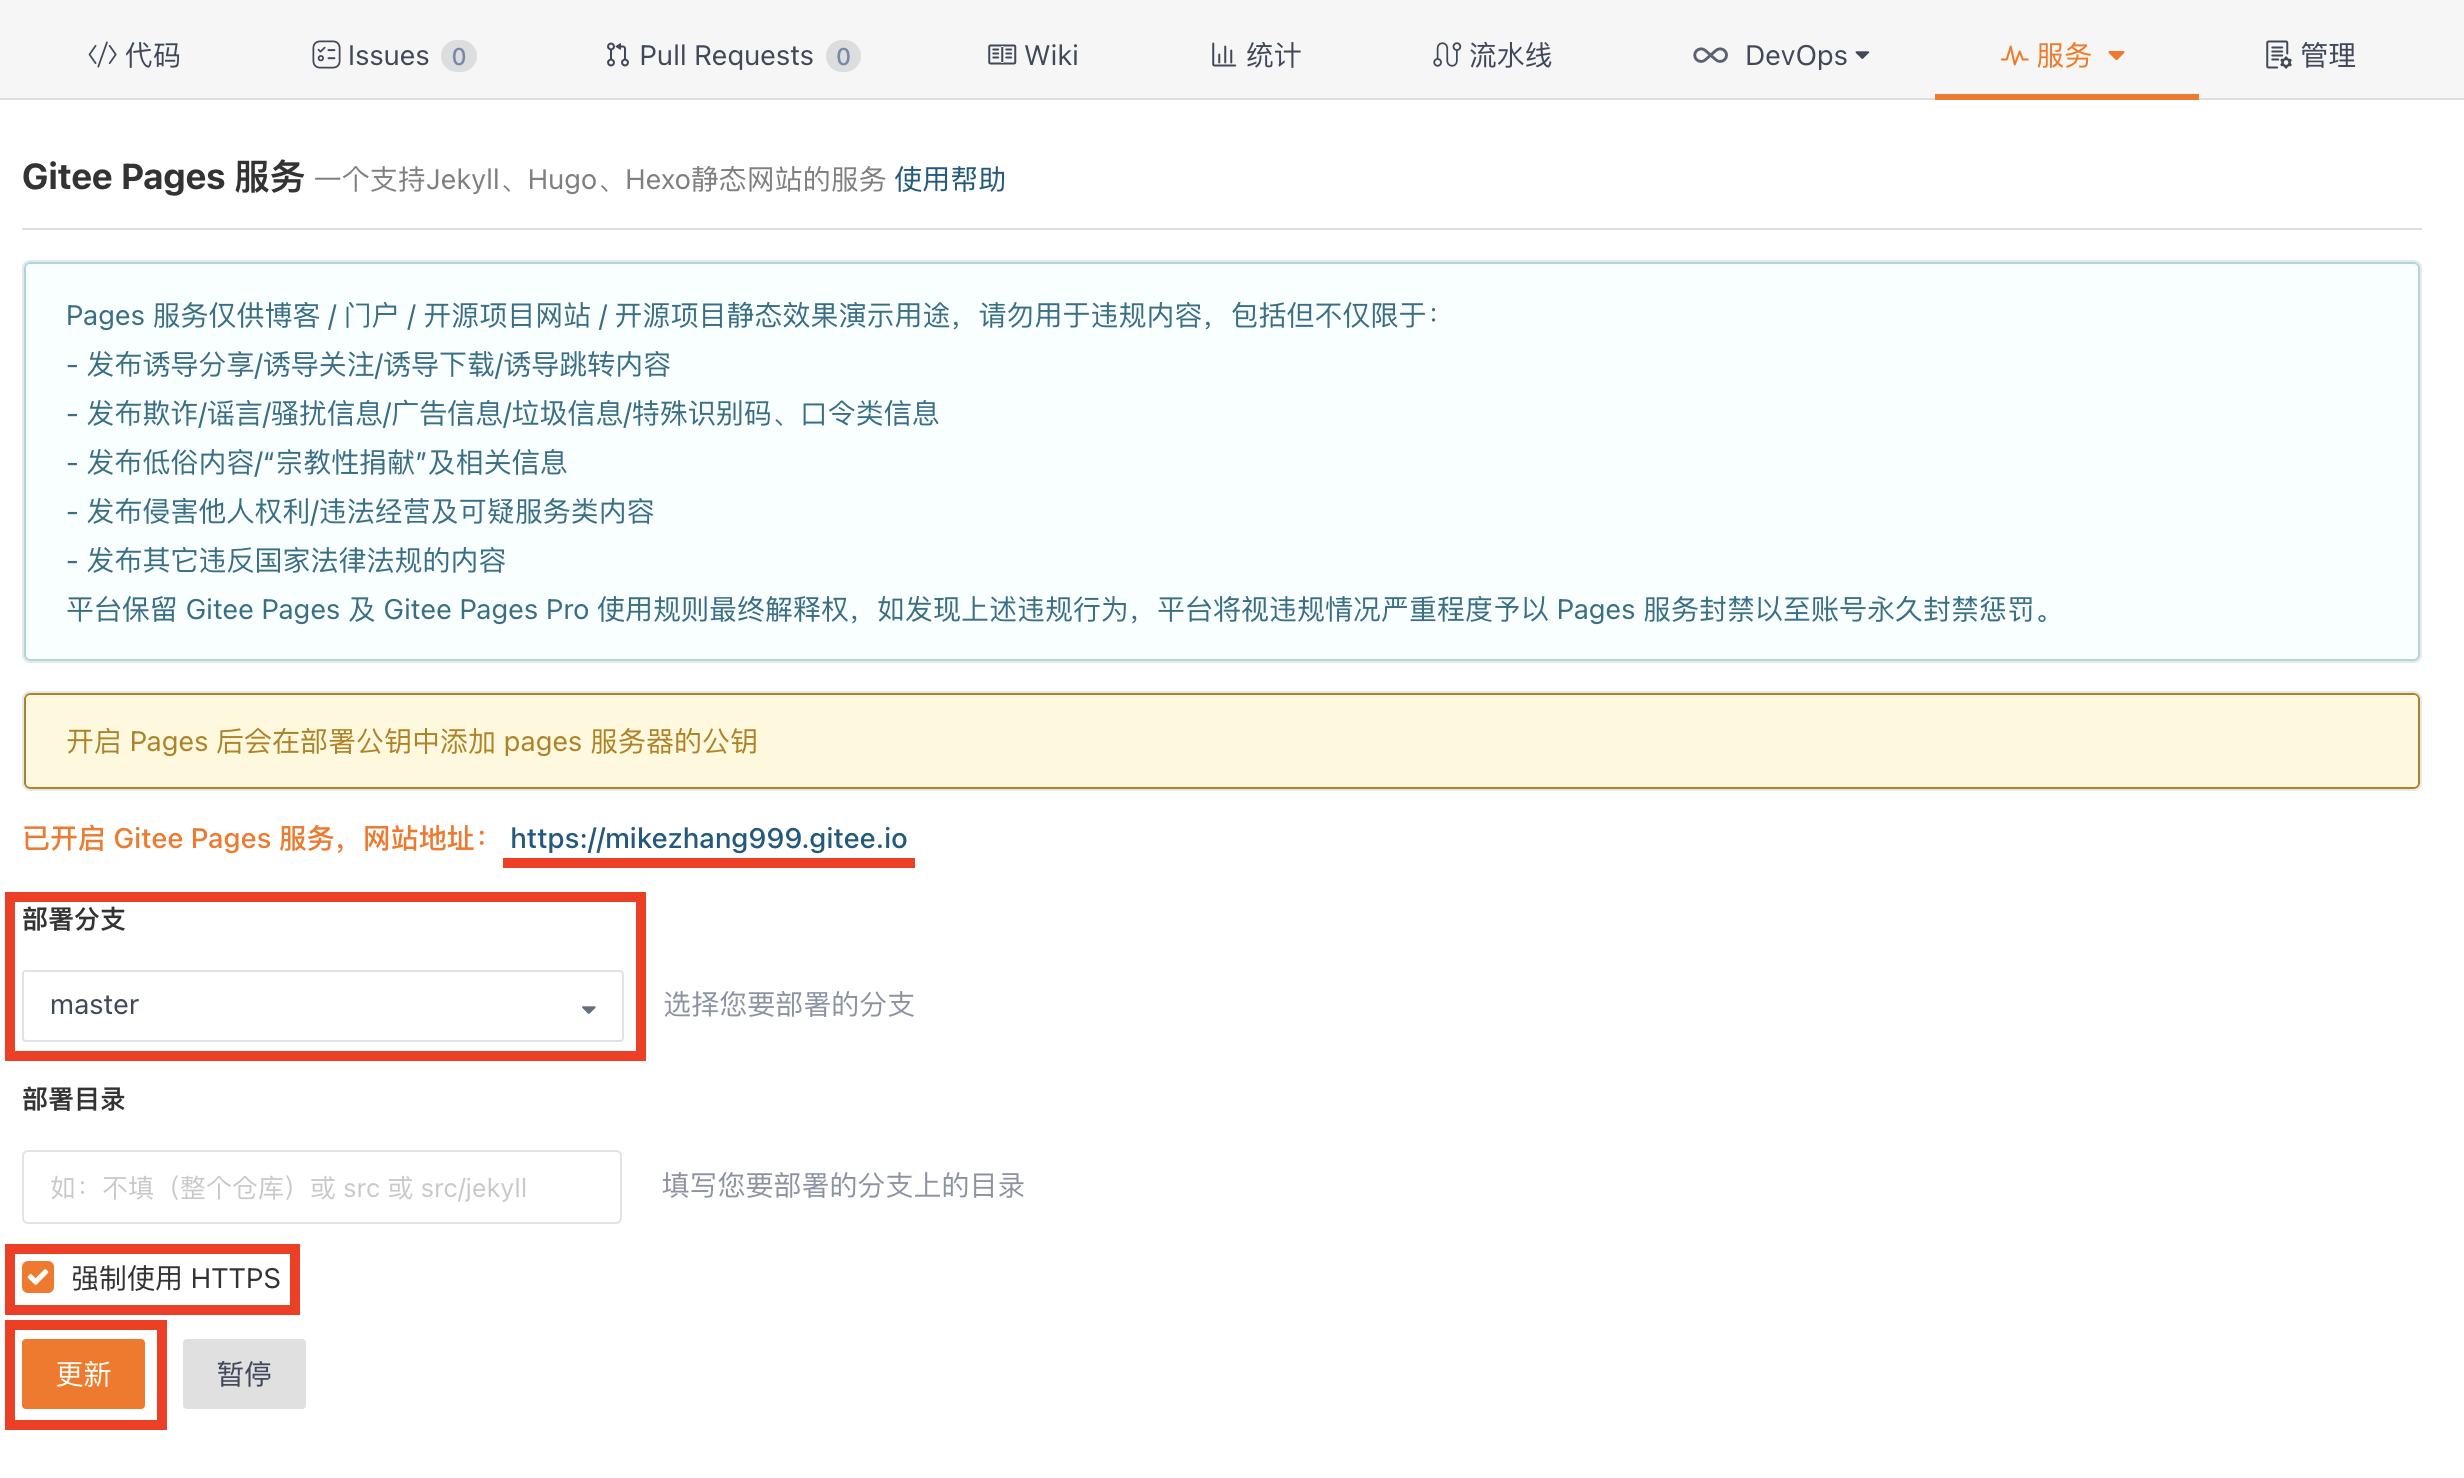 代码 Issues 0 Pull Requests 0 Wiki 统计 流水线 DevOps 服务 管理
Gitee Pages 服务 一个支持Jekyll、Hugo、Hexo静态网站的服务 使用帮助
Pages 服务仅供博客 / 门户 / 开源项目网站 / 开源项目静态效果演示用途，请勿用于违规内容，包括但不仅限于：
- 发布诱导分享/诱导关注/诱导下载/诱导跳转内容
- 发布欺诈/谣言/骚扰信息/广告信息/垃圾信息/特殊识别码、口令类信息
- 发布低俗内容/“宗教性捐献”及相关信息
- 发布侵害他人权利/违法经营及可疑服务类内容
- 发布其它违反国家法律法规的内容
平台保留 Gitee Pages 及 Gitee Pages Pro 使用规则最终解释权，如发现上述违规行为，平台将视违规情况严重程度予以 Pages 服务封禁以至账号永久封禁惩罚。
开启 Pages 后会在部署公钥中添加 pages 服务器的公钥
已开启 Gitee Pages 服务，网站地址： https://mikezhang999.gitee.io
部署分支
master 选择您要部署的分支
部署目录
如：不填（整个仓库）或 src 或 src/jekyll 填写您要部署的分支上的目录
强制使用 HTTPS
更新 暂停